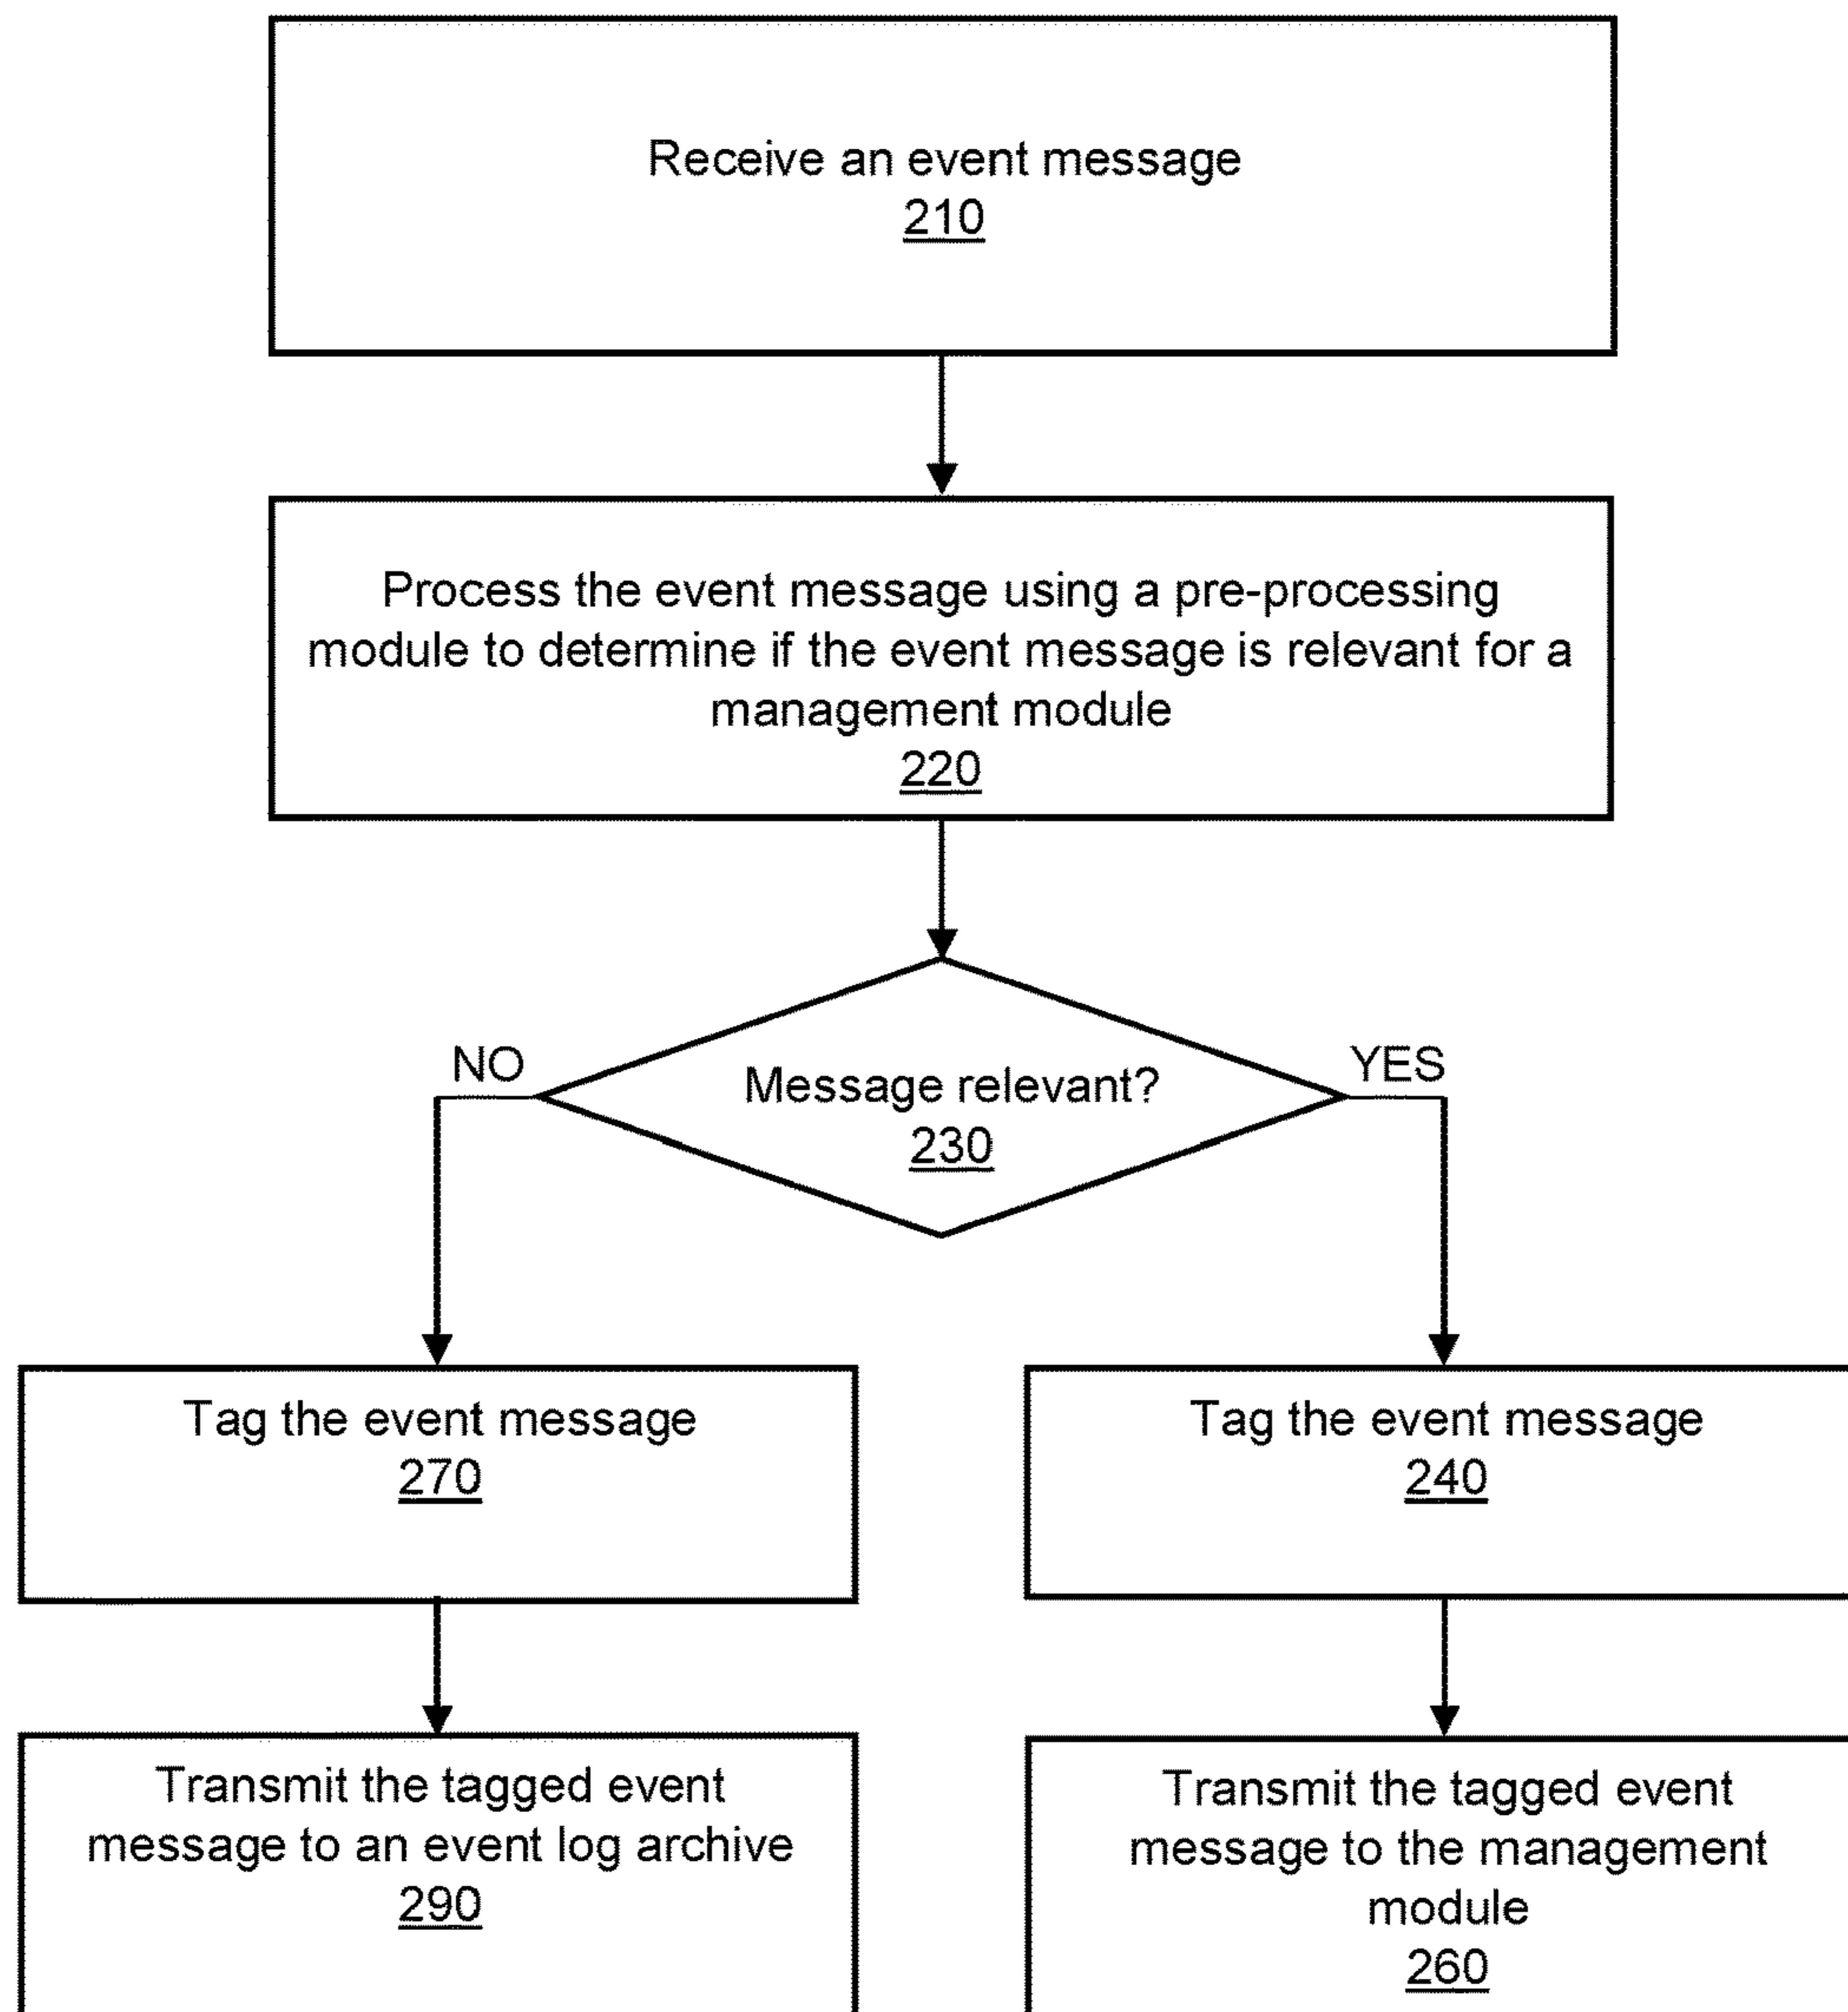 Receive an event message
210
Process the event message using a pre-processing
module to determine if the event message is relevant for a
management module
220
NO
YES
Message relevant?
230
Tag the event message
270
Tag the event message
240
Transmit the tagged event
message to an event log archive
290
Transmit the tagged event
message to the management
module
260